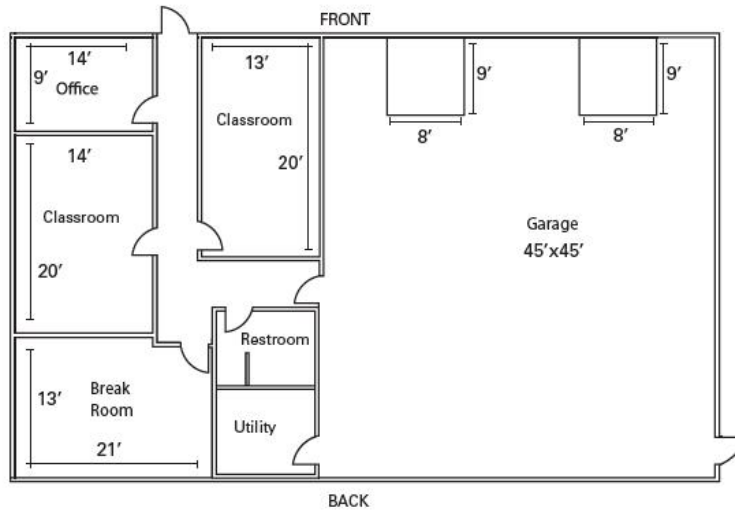 FRONT
14’
9’
Office
13’
Classroom
20’
9’
8’
9’
8’
14’
Classroom
20’
Garage
45’x45’
Restroom
Break
Room
13’
21’
Utility
BACK